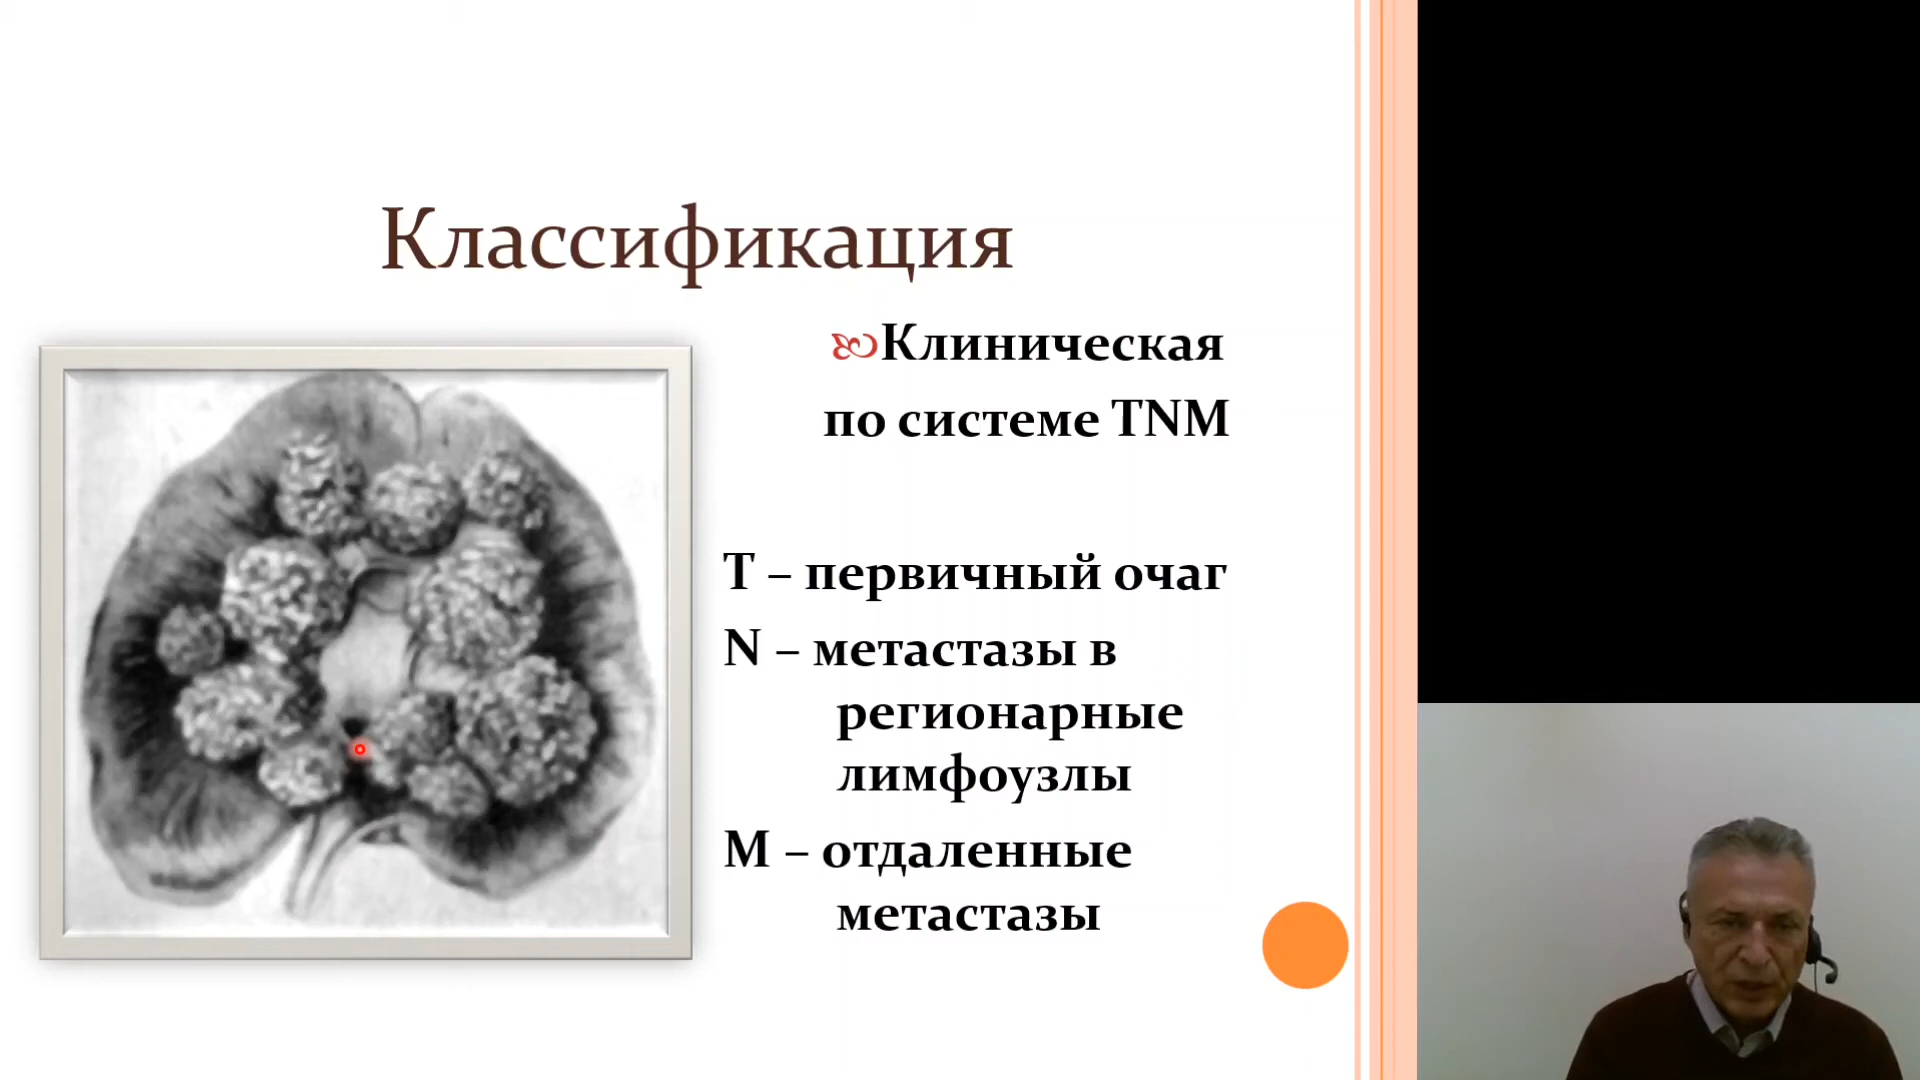 Классификация
Клиническая
по системе TNM
T – первичный очаг
N – метастазы в
регионарные
лимфоузлы
M – отдаленные
метастазы